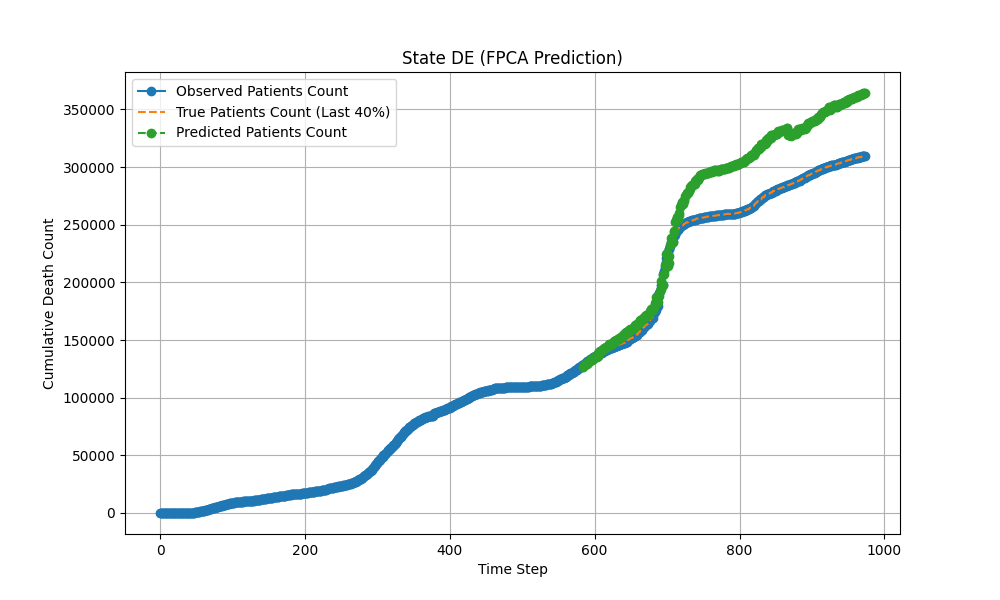 State DE (FPCA Prediction)
Observed Patients Count
True Patients Count (Last 40%)
Predicted Patients Count
Cumulative Death Count
350000
300000
250000
200000
150000
100000
50000
0
0 200 400 600 800 1000
Time Step